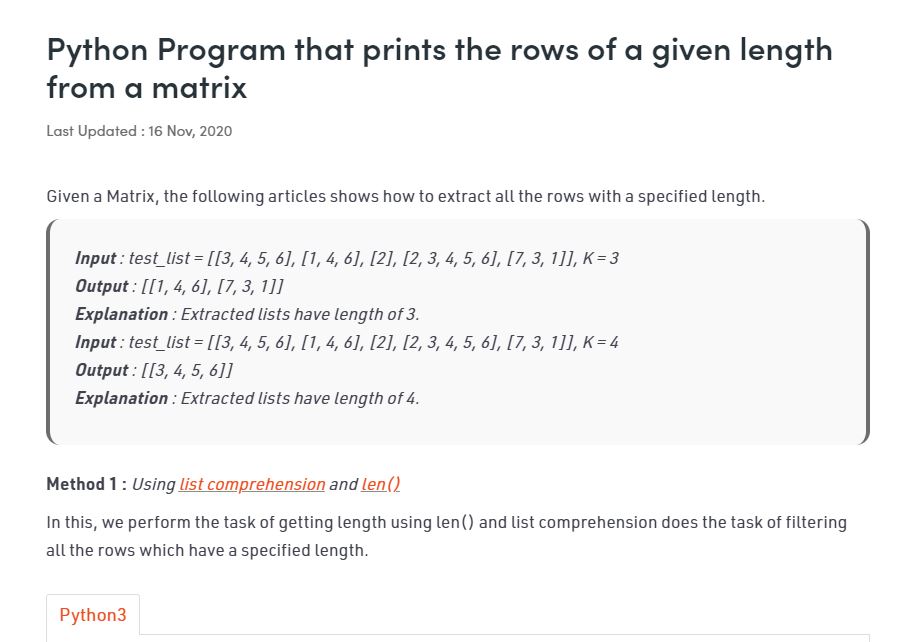 Python Program that prints the rows of a given length
from a matrix
Last Updated : 16 Nov, 2020
Given a Matrix, the following articles shows how to extract all the rows with a specified length.
Input : test_list = [[3, 4, 5, 6], [1, 4, 6], [2], [2, 3, 4, 5, 6], [7, 3, 1]], K = 3
Output : [[1, 4, 6], [7, 3, 1]]
Explanation : Extracted lists have length of 3.
Input : test_list = [[3, 4, 5, 6], [1, 4, 6], [2], [2, 3, 4, 5, 6], [7, 3, 1]], K = 4
Output : [[3, 4, 5, 6]]
Explanation : Extracted lists have length of 4.
Method 1 : Using list comprehension and len()
In this, we perform the task of getting length using len() and list comprehension does the task of filtering
all the rows which have a specified length.
Python3